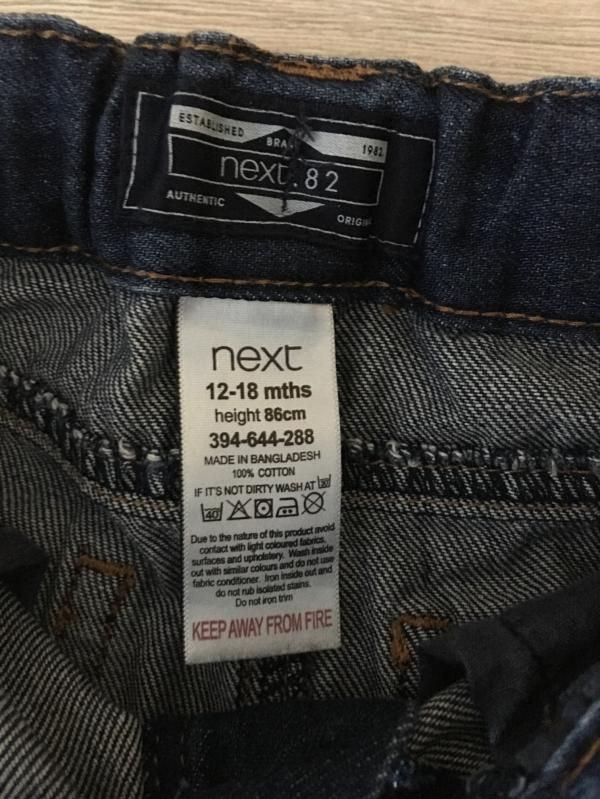 ESTABLISHED
1982
next.82
AUTHENTIC
next
12-18 mths
height 86cm
394-644-288
MADE IN BANGLADESH
100% COTTON
IF IT'S NOT DIRTY WASH AT 30
40
Due to the nature of this product avoid
contact with light coloured fabrics,
surfaces and upholstery. Wash inside
out with similar colours and do not use
fabric conditioner. Iron inside out and
do not rub isolated stains.
Do not iron trim
KEEP AWAY FROM FIRE